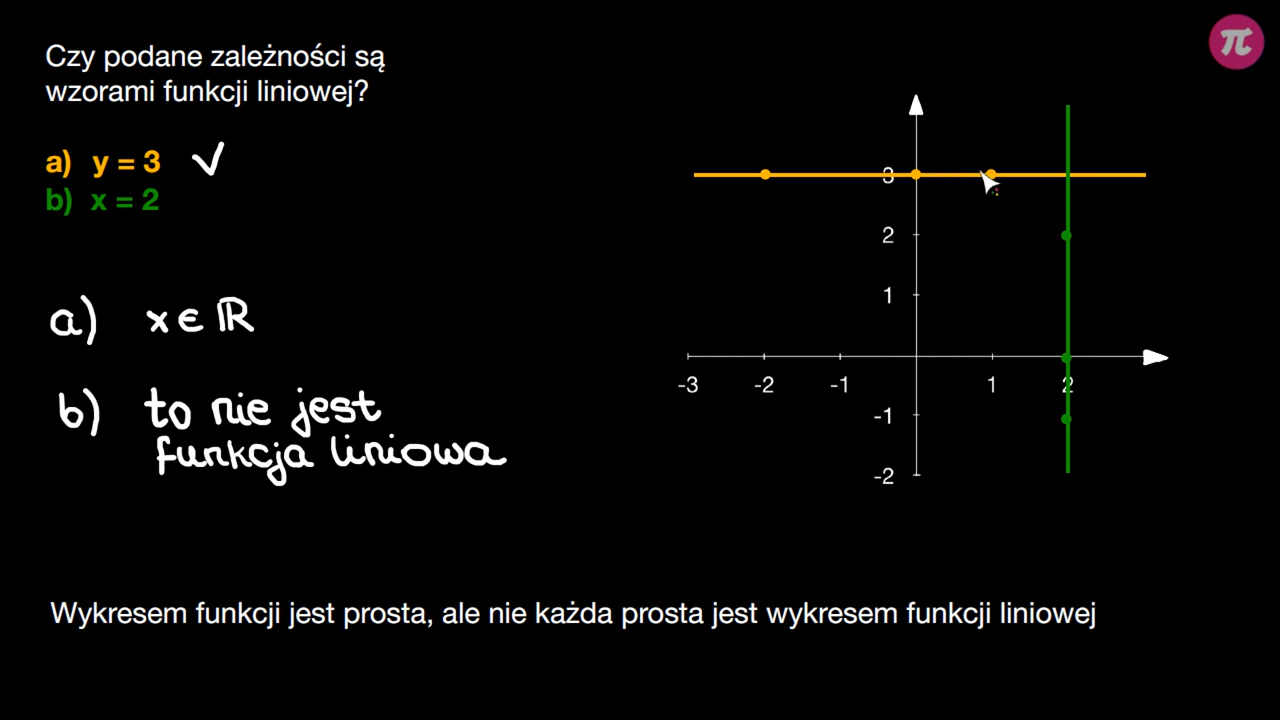 Czy podane zależności są
wzorami funkcji liniowej?
π
a) y = 3 ✓
b) x = 2
a) x ∈ ℝ
b) to nie jest
funkcja liniowa
3
2
1
-3 -2 -1 1 2
-1
-2
Wykresem funkcji jest prosta, ale nie każda prosta jest wykresem funkcji liniowej